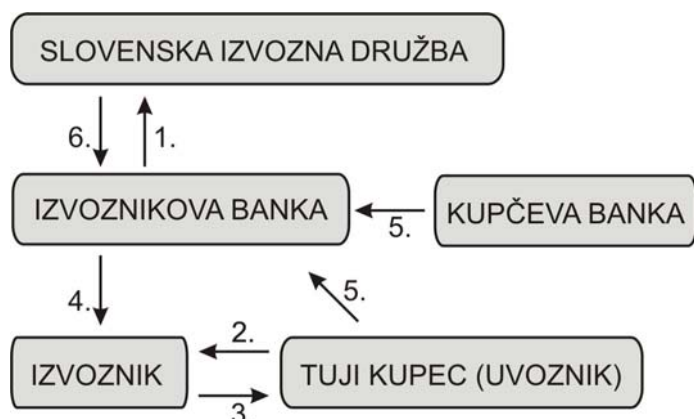 SLOVENSKA IZVOZNA DRUŽBA
6. 1.
IZVOZNIKOVA BANKA
5.
KUPČEVA BANKA
4.
5.
2.
IZVOZNIK
TUJI KUPEC (UVOZNIK)
3.